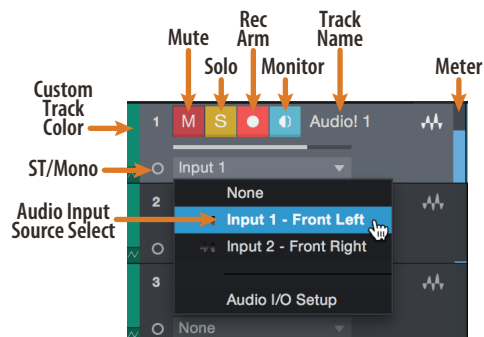 Rec
Arm
Track
Name
Mute
Solo
Monitor
Meter
Custom
Track
Color
1
M
S
Audio! 1
ST/Mono
Input 1
2
None
Audio Input
Source Select
Input 1 - Front Left
Input 2 - Front Right
3
Audio I/O Setup
None